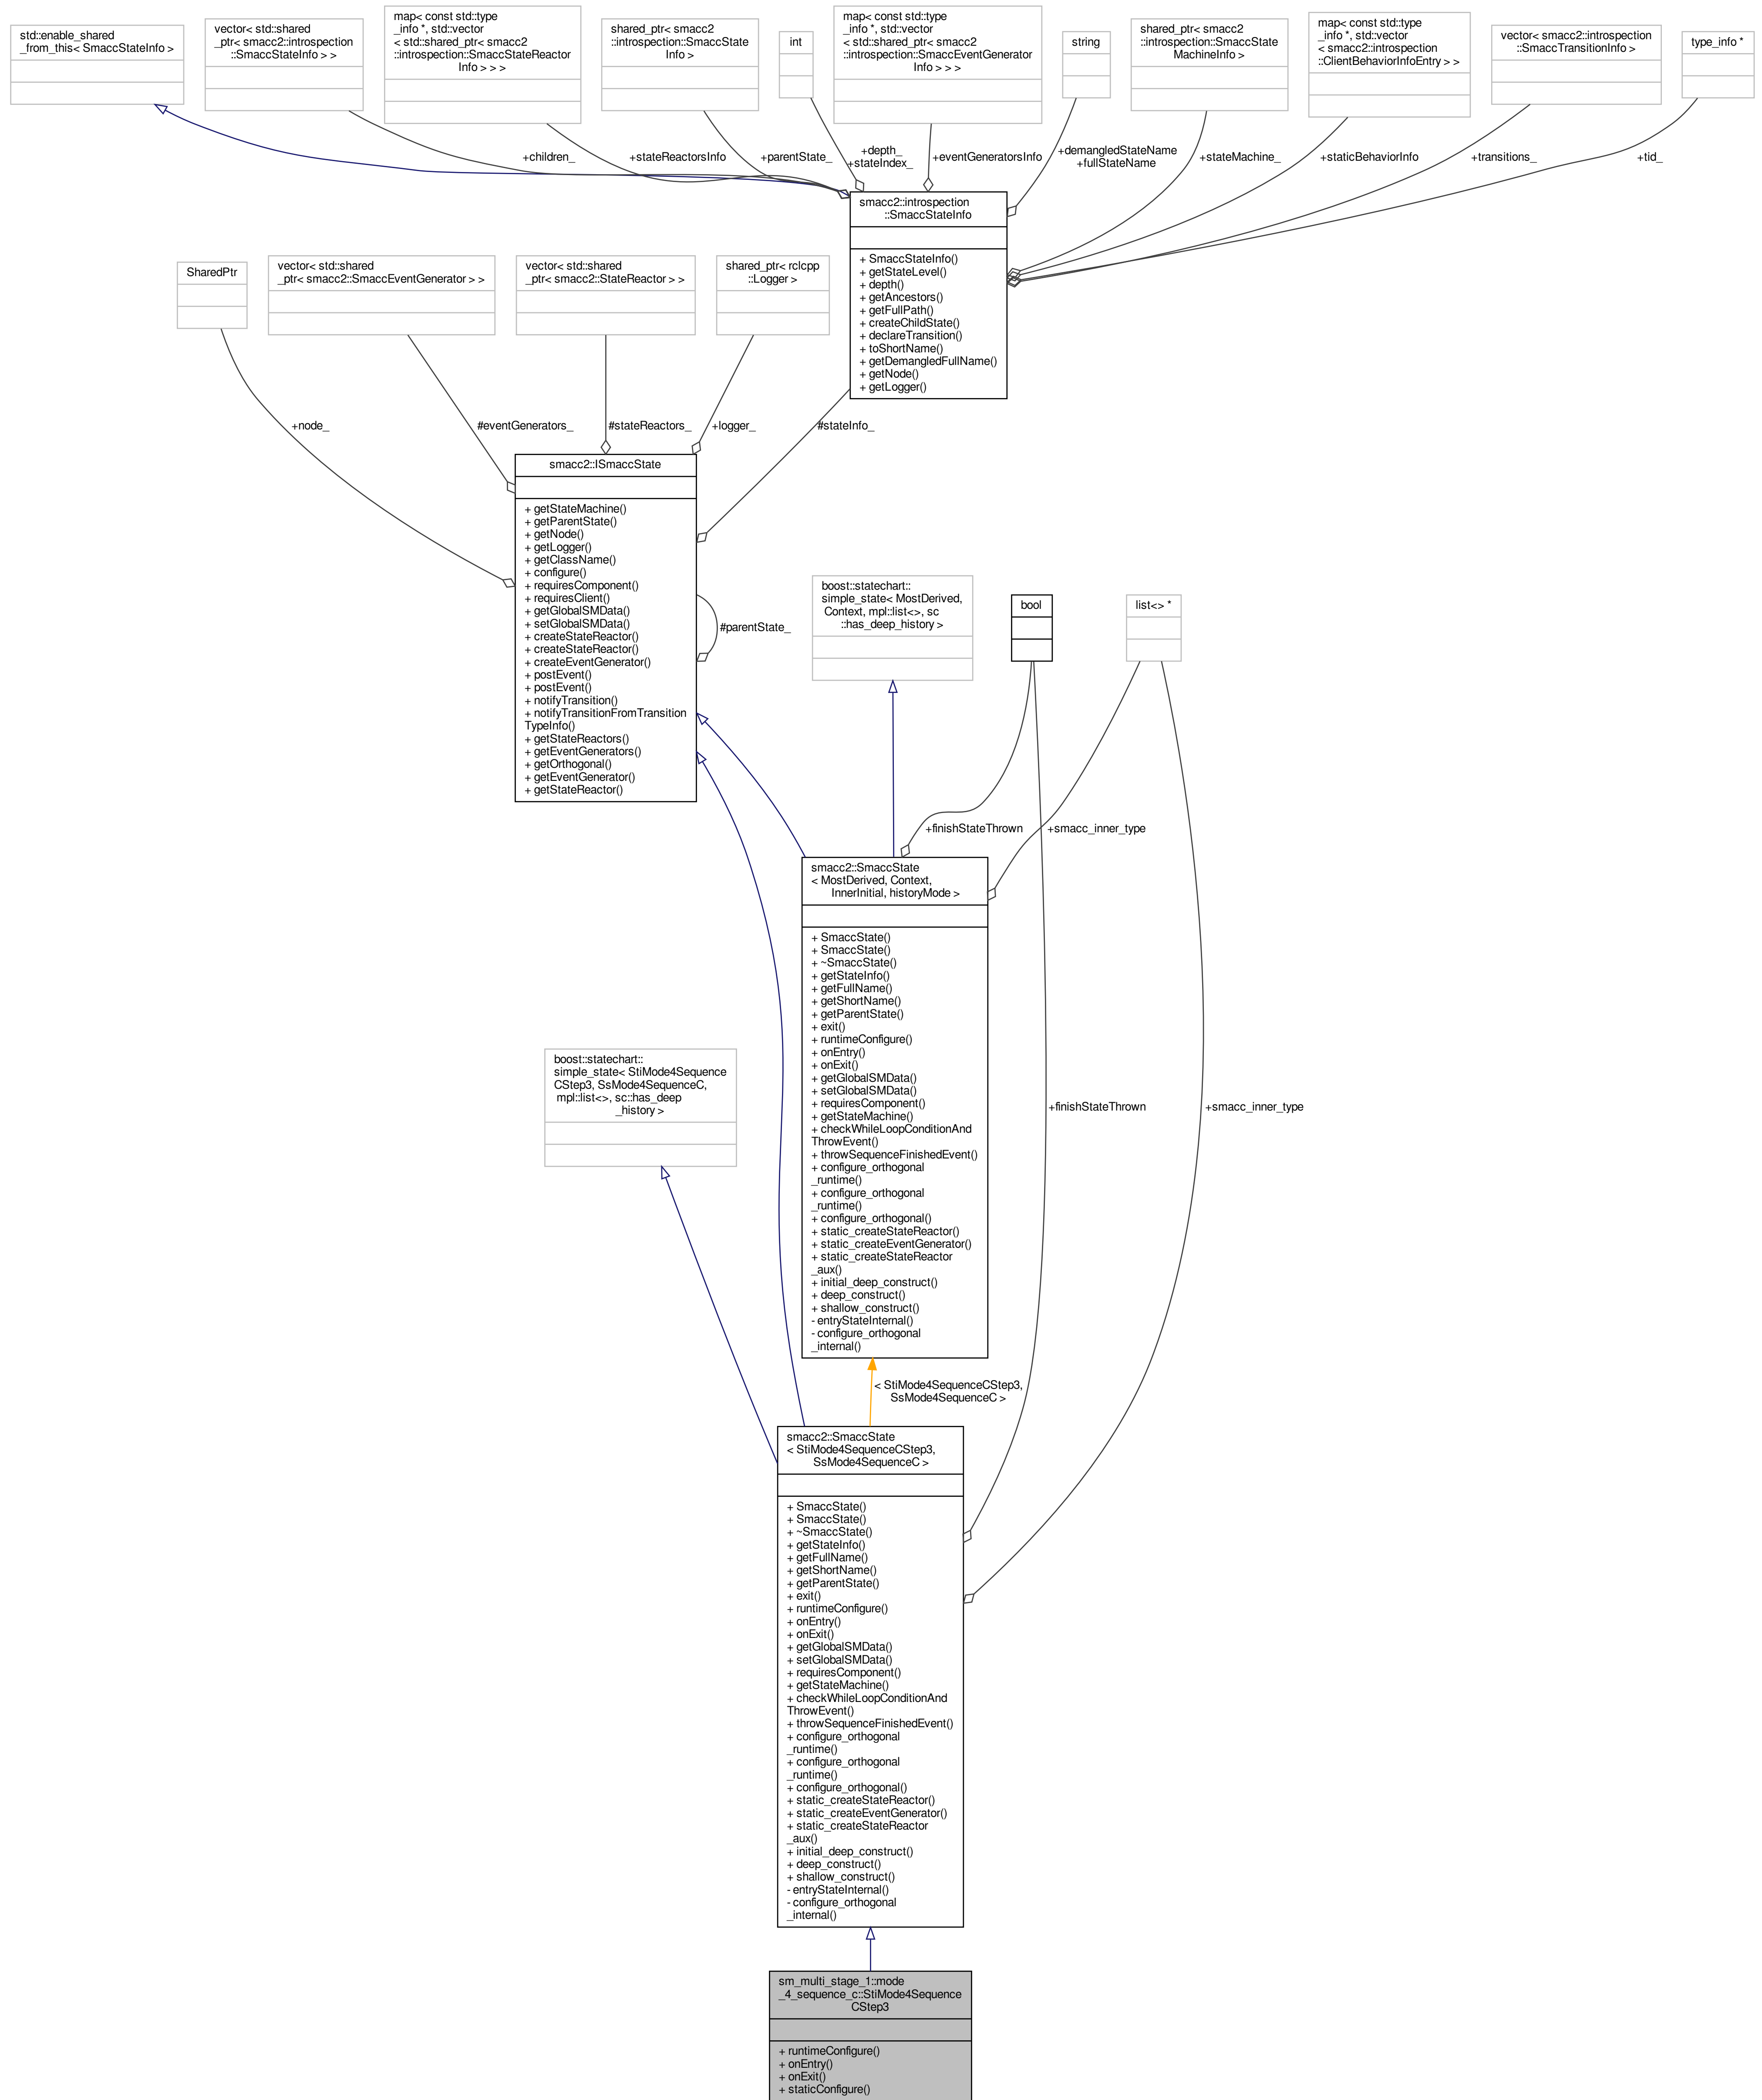 std::enable_shared
_from_this< SmaccStateInfo >
vector< std::shared
_ptr< smacc2::introspection
::SmaccStateInfo > >
map< const std::type
_info *, std::vector
< std::shared_ptr< smacc2
::introspection::SmaccStateReactor
Info > > >
shared_ptr< smacc2
::introspection::SmaccState
Info >
int
map< const std::type
_info *, std::vector
< std::shared_ptr< smacc2
::introspection::SmaccEventGenerator
Info > > >
string
shared_ptr< smacc2
::introspection::SmaccState
MachineInfo >
map< const std::type
_info *, std::vector
< smacc2::introspection
::ClientBehaviorInfoEntry > >
vector< smacc2::introspection
::SmaccTransitionInfo >
type_info *
+children_
+stateReactorsInfo
+parentState_
+depth_
+stateIndex_
+eventGeneratorsInfo
+demangledStateName
+fullStateName
+stateMachine_
+staticBehaviorInfo
+transitions_
+tid_
smacc2::introspection
::SmaccStateInfo
+ SmaccStateInfo()
+ getStateLevel()
+ depth()
+ getAncestors()
+ getFullPath()
+ createChildState()
+ declareTransition()
+ toShortName()
+ getDemangledFullName()
+ getNode()
+ getLogger()
SharedPtr
vector< std::shared
_ptr< smacc2::SmaccEventGenerator > >
vector< std::shared
_ptr< smacc2::StateReactor > >
shared_ptr< rclcpp
::Logger >
+node_
#eventGenerators_
#stateReactors_
+logger_
#stateInfo_
smacc2::ISmaccState
+ getStateMachine()
+ getParentState()
+ getNode()
+ getLogger()
+ getClassName()
+ configure()
+ requiresComponent()
+ requiresClient()
+ getGlobalSMData()
+ setGlobalSMData()
+ createStateReactor()
+ createStateReactor()
+ createEventGenerator()
+ postEvent()
+ postEvent()
+ notifyTransition()
+ notifyTransitionFromTransition
TypeInfo()
+ getStateReactors()
+ getEventGenerators()
+ getOrthogonal()
+ getEventGenerator()
+ getStateReactor()
#parentState_
boost::statechart::
simple_state< MostDerived,
Context, mpl::list<>, sc
::has_deep_history >
bool
list<> *
+finishStateThrown
+smacc_inner_type
smacc2::SmaccState
< MostDerived, Context,
InnerInitial, historyMode >
+ SmaccState()
+ SmaccState()
+ ~SmaccState()
+ getStateInfo()
+ getFullName()
+ getShortName()
+ getParentState()
+ exit()
+ runtimeConfigure()
+ onEntry()
+ onExit()
+ getGlobalSMData()
+ setGlobalSMData()
+ requiresComponent()
+ getStateMachine()
+ checkWhileLoopConditionAnd
ThrowEvent()
+ throwSequenceFinishedEvent()
+ configure_orthogonal
_runtime()
+ configure_orthogonal
_runtime()
+ configure_orthogonal()
+ static_createStateReactor()
+ static_createEventGenerator()
+ static_createStateReactor
_aux()
+ initial_deep_construct()
+ deep_construct()
+ shallow_construct()
- entryStateInternal()
- configure_orthogonal
_internal()
boost::statechart::
simple_state< StiMode4Sequence
CStep3, SsMode4SequenceC,
mpl::list<>, sc::has_deep
_history >
+finishStateThrown
+smacc_inner_type
< StiMode4SequenceCStep3,
SsMode4SequenceC >
smacc2::SmaccState
< StiMode4SequenceCStep3,
SsMode4SequenceC >
+ SmaccState()
+ SmaccState()
+ ~SmaccState()
+ getStateInfo()
+ getFullName()
+ getShortName()
+ getParentState()
+ exit()
+ runtimeConfigure()
+ onEntry()
+ onExit()
+ getGlobalSMData()
+ setGlobalSMData()
+ requiresComponent()
+ getStateMachine()
+ checkWhileLoopConditionAnd
ThrowEvent()
+ throwSequenceFinishedEvent()
+ configure_orthogonal
_runtime()
+ configure_orthogonal
_runtime()
+ configure_orthogonal()
+ static_createStateReactor()
+ static_createEventGenerator()
+ static_createStateReactor
_aux()
+ initial_deep_construct()
+ deep_construct()
+ shallow_construct()
- entryStateInternal()
- configure_orthogonal
_internal()
sm_multi_stage_1::mode
_4_sequence_c::StiMode4Sequence
CStep3
+ runtimeConfigure()
+ onEntry()
+ onExit()
+ staticConfigure()